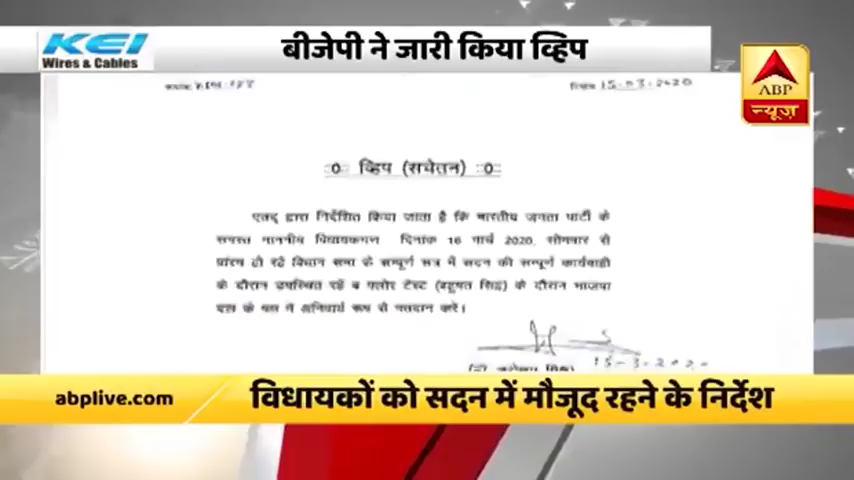 KEI
Wires & Cables
बीजेपी ने जारी किया व्हिप
ABP
न्यूज़
दिनांक 15-03-2020
:0: व्हिप (सचेतन) :0:
एतद् द्वारा निर्देशित किया जाता है कि भारतीय जनता पार्टी के
समस्त माननीय विधायकगण दिनांक 16 मार्च 2020, सोमवार से
प्रारंभ हो रहे विधान सभा के सम्पूर्ण सत्र में सदन की सम्पूर्ण कार्यवाही
के दौरान उपस्थित रहें व फ्लोर टेस्ट (बहुमत सिद्ध) के दौरान भाजपा
दल के पक्ष में अनिवार्य रूप से मतदान करें।
15-3-2020
abplive.com
विधायकों को सदन में मौजूद रहने के निर्देश